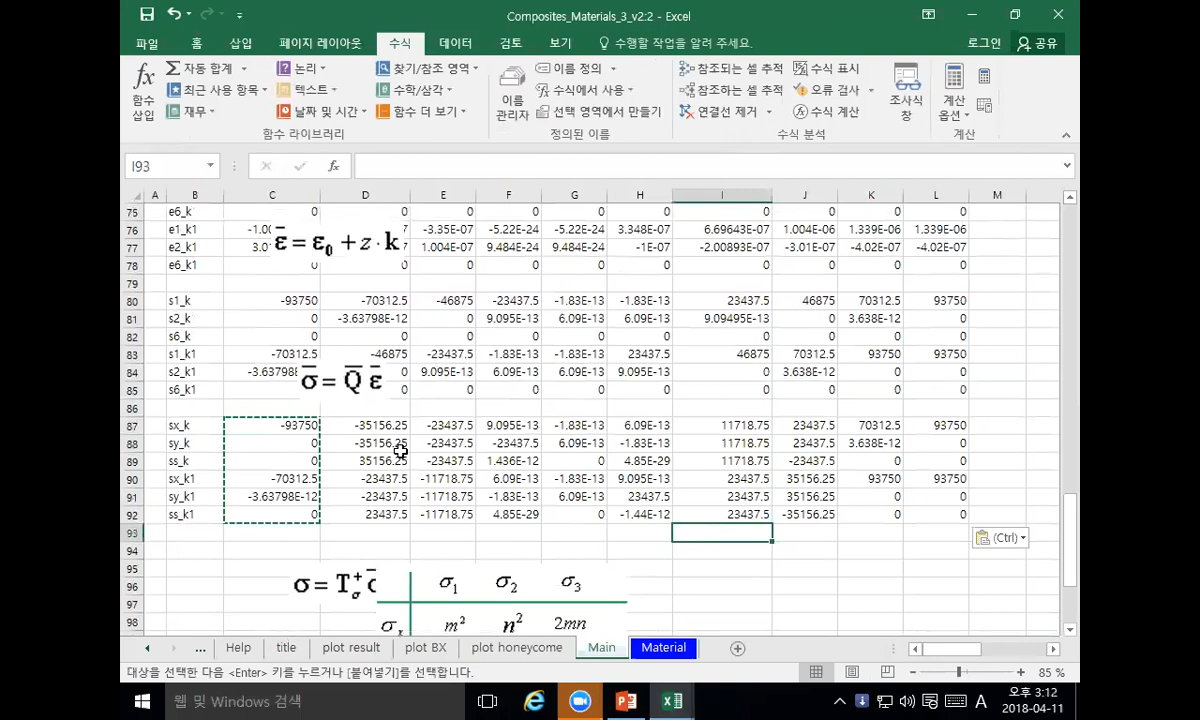 Composites_Materials_3_v2:2 - Excel
파일 홈 삽입 페이지 레이아웃 수식 데이터 검토 보기 수행할 작업을 알려 주세요. 로그인 공유
함수 삽입
자동 합계 논리 찾기/참조 영역
최근 사용 항목 텍스트 수학/삼각
재무 날짜 및 시간 함수 더 보기
함수 라이브러리
이름 관리자
이름 정의
수식에서 사용
선택 영역에서 만들기
정의된 이름
참조되는 셀 추적 수식 표시
참조하는 셀 추적 오류 검사
연결선 제거 수식 계산
수식 분석
조사식 창
계산 옵션
계산
I93 fx
A B C D E F G H I J K L M
75 e6_k 0 0 0 0 0 0 0 0 0 0
76 e1_k1 -3.35E-07 -5.22E-24 -5.22E-24 3.348E-07 6.69643E-07 1.004E-06 1.339E-06 1.339E-06
77 e2_k1 1.004E-07 9.484E-24 9.484E-24 -1E-07 -2.00893E-07 -3.01E-07 -4.02E-07 -4.02E-07
ε̄ = ε₀ + z · k
78 e6_k1 0 0 0 0 0 0 0 0 0 0
79
80 s1_k -93750 -70312.5 -46875 -23437.5 -1.83E-13 -1.83E-13 23437.5 46875 70312.5 93750
81 s2_k 0 -3.63798E-12 0 9.095E-13 6.09E-13 6.09E-13 9.09495E-13 0 3.638E-12 0
82 s6_k 0 0 0 0 0 0 0 0 0 0
83 s1_k1 -70312.5 -46875 -23437.5 -1.83E-13 -1.83E-13 23437.5 46875 70312.5 93750 93750
84 s2_k1 -3.6379 0 9.095E-13 6.09E-13 6.09E-13 9.095E-13 0 3.638E-12 0 0
σ̄ = Q̄ ε̄
85 s6_k1 0 0 0 0 0 0 0 0
86
87 sx_k -93750 -35156.25 -23437.5 9.095E-13 -1.83E-13 6.09E-13 11718.75 23437.5 70312.5 93750
88 sy_k 0 -35156.25 -23437.5 -23437.5 6.09E-13 -1.83E-13 11718.75 23437.5 3.638E-12 0
89 ss_k 0 35156.25 -23437.5 1.436E-12 0 4.85E-29 11718.75 -23437.5 0 0
90 sx_k1 -70312.5 -23437.5 -11718.75 6.09E-13 -1.83E-13 9.095E-13 23437.5 35156.25 93750 93750
91 sy_k1 -3.63798E-12 -23437.5 -11718.75 -1.83E-13 6.09E-13 23437.5 23437.5 35156.25 0 0
92 ss_k1 0 23437.5 -11718.75 4.85E-29 0 -1.44E-12 23437.5 -35156.25 0 0
93
(Ctrl)
94
95
96
σ = T_σ^+ σ₁ σ₂ σ₃
97
98
σₓ m² n² 2mn
... Help title plot result plot BX plot honeycome Main Material
대상을 선택한 다음 <Enter> 키를 누르거나 [붙여넣기]를 선택합니다. 85 %
웹 및 Windows 검색 A 오후 3:12
2018-04-11